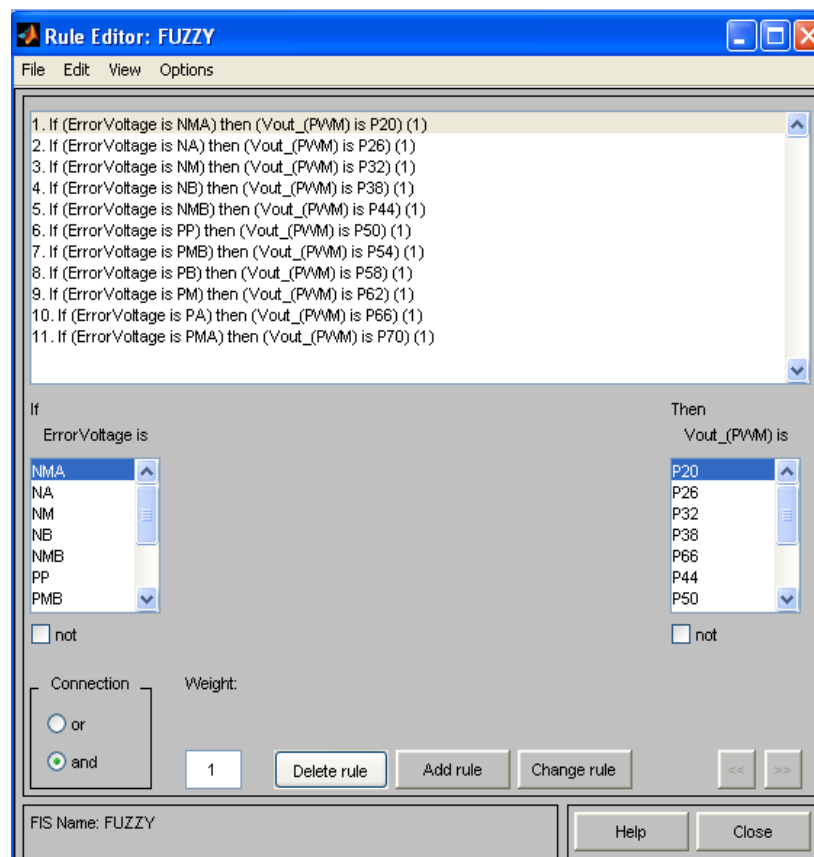 Rule Editor: FUZZY
File Edit View Options
1. If (ErrorVoltage is NMA) then (Vout_(PWM) is P20) (1)
2. If (ErrorVoltage is NA) then (Vout_(PWM) is P26) (1)
3. If (ErrorVoltage is NM) then (Vout_(PWM) is P32) (1)
4. If (ErrorVoltage is NB) then (Vout_(PWM) is P38) (1)
5. If (ErrorVoltage is NMB) then (Vout_(PWM) is P44) (1)
6. If (ErrorVoltage is PP) then (Vout_(PWM) is P50) (1)
7. If (ErrorVoltage is PMB) then (Vout_(PWM) is P54) (1)
8. If (ErrorVoltage is PB) then (Vout_(PWM) is P58) (1)
9. If (ErrorVoltage is PM) then (Vout_(PWM) is P62) (1)
10. If (ErrorVoltage is PA) then (Vout_(PWM) is P66) (1)
11. If (ErrorVoltage is PMA) then (Vout_(PWM) is P70) (1)
If
ErrorVoltage is
NMA
NA
NM
NB
NMB
PP
PMB
not
Then
Vout_(PWM) is
P20
P26
P32
P38
P66
P44
P50
not
Connection
or
and
Weight:
1
Delete rule
Add rule
Change rule
<<
>>
FIS Name: FUZZY
Help
Close